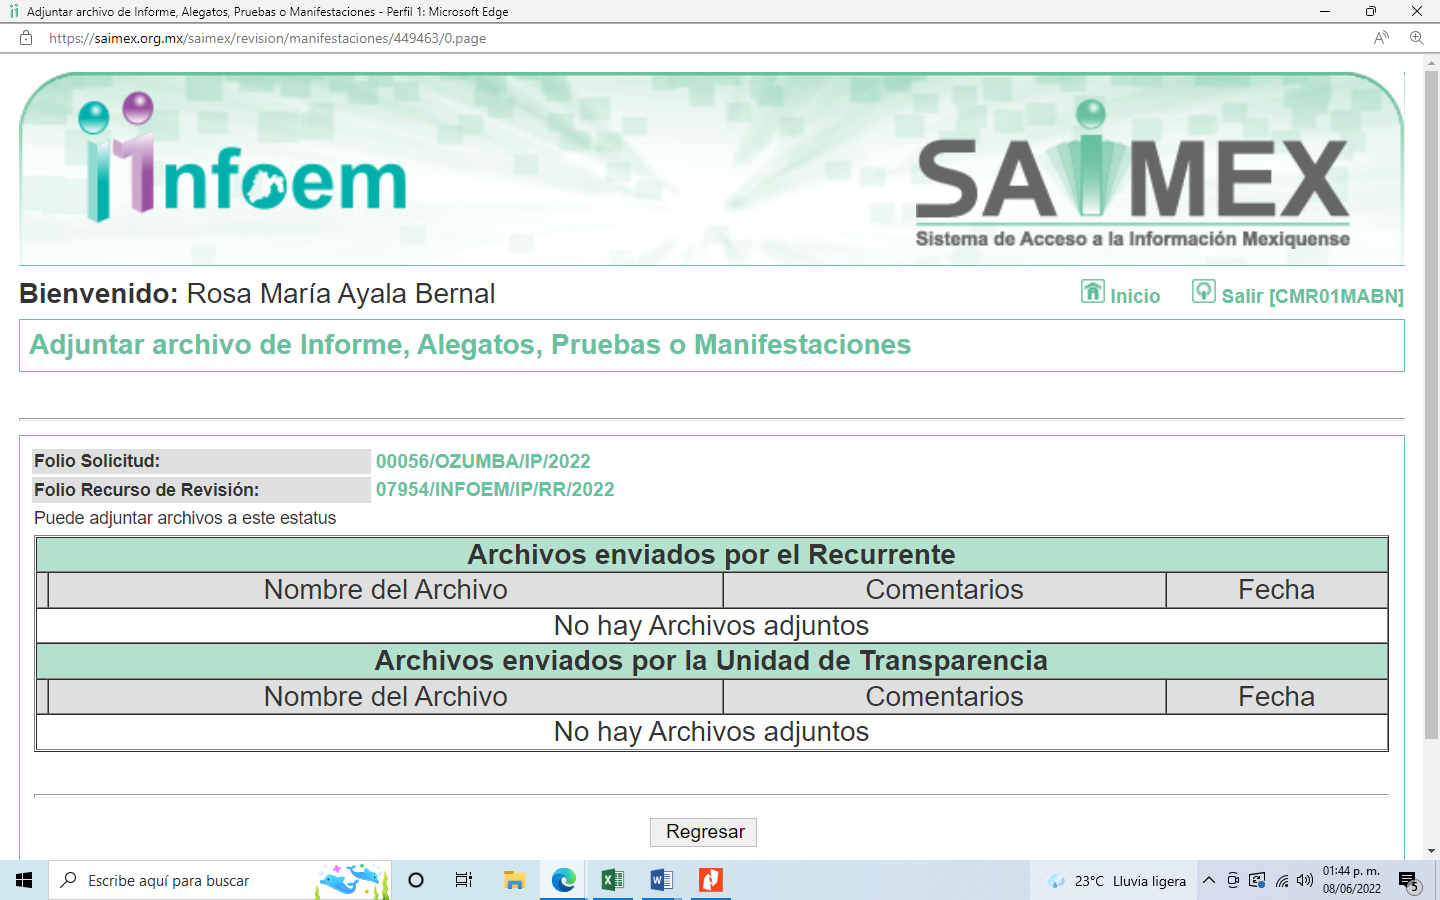 Adjuntar archivo de Informe, Alegatos, Pruebas o Manifestaciones - Perfil 1: Microsoft Edge
https://saimex.org.mx/saimex/revision/manifestaciones/449463/0.page
infoem
SAIMEX
Sistema de Acceso a la Información Mexiquense
Bienvenido: Rosa María Ayala Bernal
Inicio Salir [CMR01MABN]
Adjuntar archivo de Informe, Alegatos, Pruebas o Manifestaciones
Folio Solicitud: 00056/OZUMBA/IP/2022
Folio Recurso de Revisión: 07954/INFOEM/IP/RR/2022
Puede adjuntar archivos a este estatus
Archivos enviados por el Recurrente
Nombre del Archivo Comentarios Fecha
No hay Archivos adjuntos
Archivos enviados por la Unidad de Transparencia
Nombre del Archivo Comentarios Fecha
No hay Archivos adjuntos
Regresar
Escribe aquí para buscar
23°C Lluvia ligera
01:44 p. m.
08/06/2022
5